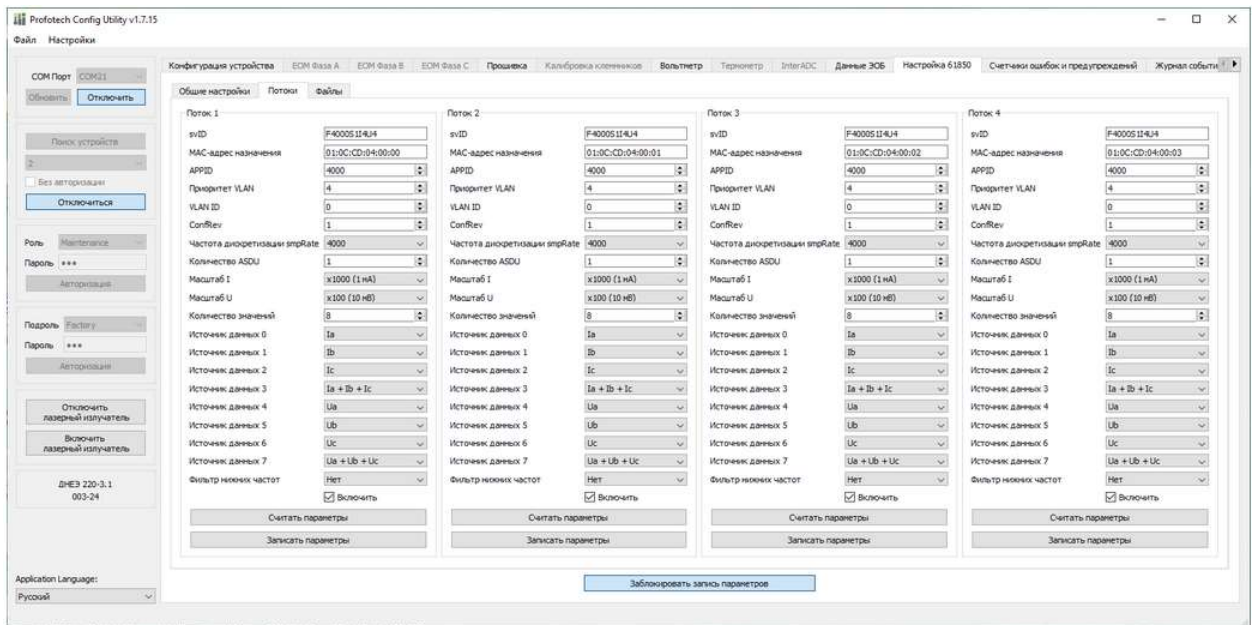 Profotech Config Utility v1.7.15
Файл Настройки
COM Порт COM21
Обновить Отключить
Поиск устройств
2
Без авторизации
Отключиться
Роль Maintenance
Пароль ***
Авторизация
Подроль Factory
Пароль ***
Авторизация
Отключить
лазерный излучатель
Включить
лазерный излучатель
ДНЕЭ 220-3.1
003-24
Application Language:
Русский
Конфигурация устройства EOM Фаза A EOM Фаза B EOM Фаза C Прошивка Калибровка клеммников Вольтметр Термометр InterADC Данные ЭОБ Настройка 61850 Счетчики ошибок и предупреждений Журнал событи
Общие настройки Потоки Файлы
Поток 1
svID F4000S1I4U4
MAC-адрес назначения 01:0C:CD:04:00:00
APPID 4000
Приоритет VLAN 4
VLAN ID 0
ConfRev 1
Частота дискретизации smpRate 4000
Количество ASDU 1
Масштаб I x1000 (1 мА)
Масштаб U x100 (10 мВ)
Количество значений 8
Источник данных 0 Ia
Источник данных 1 Ib
Источник данных 2 Ic
Источник данных 3 Ia + Ib + Ic
Источник данных 4 Ua
Источник данных 5 Ub
Источник данных 6 Uc
Источник данных 7 Ua + Ub + Uc
Фильтр нижних частот Нет
Включить
Считать параметры
Записать параметры
Поток 2
svID F4000S1I4U4
MAC-адрес назначения 01:0C:CD:04:00:01
APPID 4000
Приоритет VLAN 4
VLAN ID 0
ConfRev 1
Частота дискретизации smpRate 4000
Количество ASDU 1
Масштаб I x1000 (1 мА)
Масштаб U x100 (10 мВ)
Количество значений 8
Источник данных 0 Ia
Источник данных 1 Ib
Источник данных 2 Ic
Источник данных 3 Ia + Ib + Ic
Источник данных 4 Ua
Источник данных 5 Ub
Источник данных 6 Uc
Источник данных 7 Ua + Ub + Uc
Фильтр нижних частот Нет
Включить
Считать параметры
Записать параметры
Поток 3
svID F4000S1I4U4
MAC-адрес назначения 01:0C:CD:04:00:02
APPID 4000
Приоритет VLAN 4
VLAN ID 0
ConfRev 1
Частота дискретизации smpRate 4000
Количество ASDU 1
Масштаб I x1000 (1 мА)
Масштаб U x100 (10 мВ)
Количество значений 8
Источник данных 0 Ia
Источник данных 1 Ib
Источник данных 2 Ic
Источник данных 3 Ia + Ib + Ic
Источник данных 4 Ua
Источник данных 5 Ub
Источник данных 6 Uc
Источник данных 7 Ua + Ub + Uc
Фильтр нижних частот Нет
Включить
Считать параметры
Записать параметры
Поток 4
svID F4000S1I4U4
MAC-адрес назначения 01:0C:CD:04:00:03
APPID 4000
Приоритет VLAN 4
VLAN ID 0
ConfRev 1
Частота дискретизации smpRate 4000
Количество ASDU 1
Масштаб I x1000 (1 мА)
Масштаб U x100 (10 мВ)
Количество значений 8
Источник данных 0 Ia
Источник данных 1 Ib
Источник данных 2 Ic
Источник данных 3 Ia + Ib + Ic
Источник данных 4 Ua
Источник данных 5 Ub
Источник данных 6 Uc
Источник данных 7 Ua + Ub + Uc
Фильтр нижних частот Нет
Включить
Считать параметры
Записать параметры
Заблокировать запись параметров